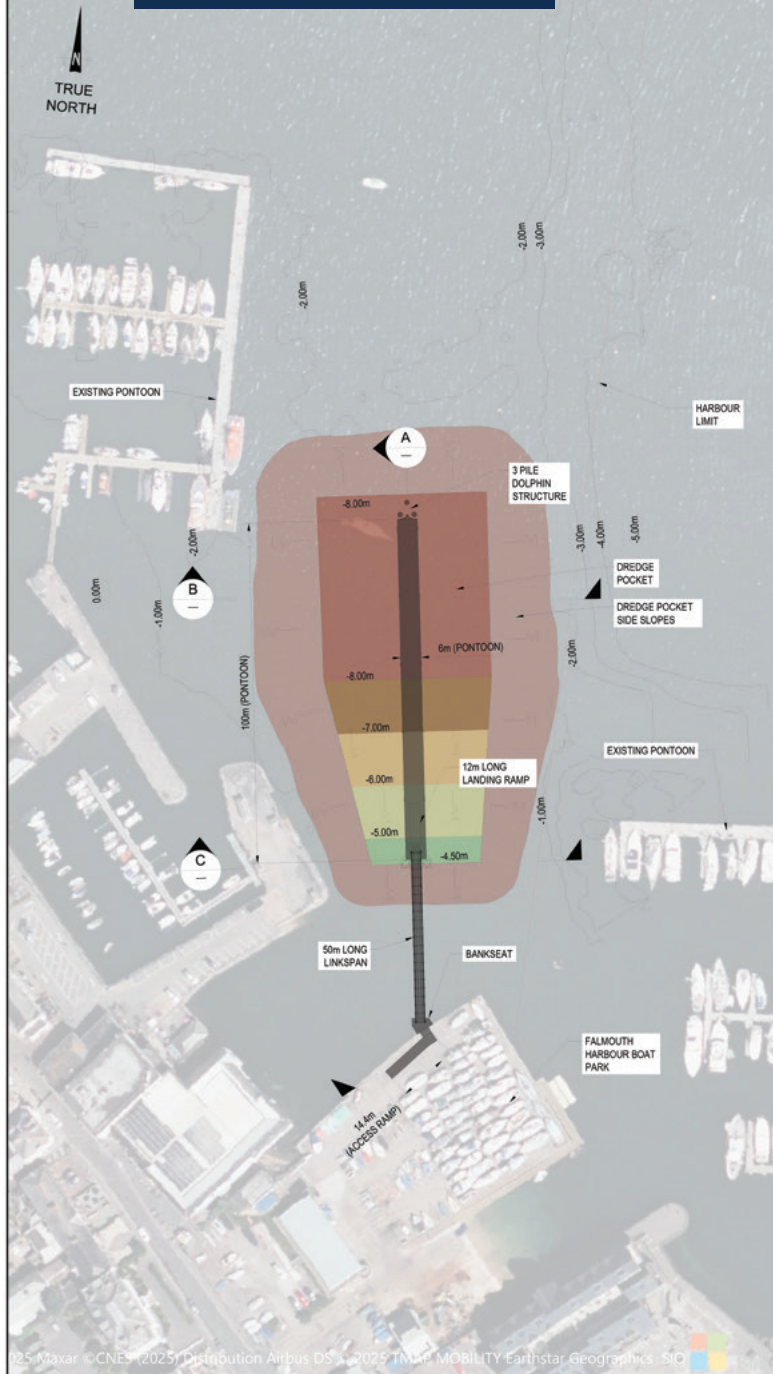 N
TRUE
NORTH
-2.00m
-3.00m
-2.00m
EXISTING PONTOON
HARBOUR
LIMIT
A
3 PILE
DOLPHIN
STRUCTURE
-8.00m
-2.00m
-3.00m
-4.00m
-5.00m
DREDGE
POCKET
0.00m
-1.00m
B
DREDGE POCKET
SIDE SLOPES
6m (PONTOON)
-2.00m
-8.00m
100m (PONTOON)
-7.00m
EXISTING PONTOON
12m LONG
LANDING RAMP
-6.00m
-1.00m
-5.00m
C
-4.50m
50m LONG
LINKSPAN
BANKSEAT
FALMOUTH
HARBOUR BOAT
PARK
14.4m
(ACCESS RAMP)
025 Maxar ©CNES (2025) Distribution Airbus DS © 2025 TMAP MOBILITY Earthstar Geographics SIO